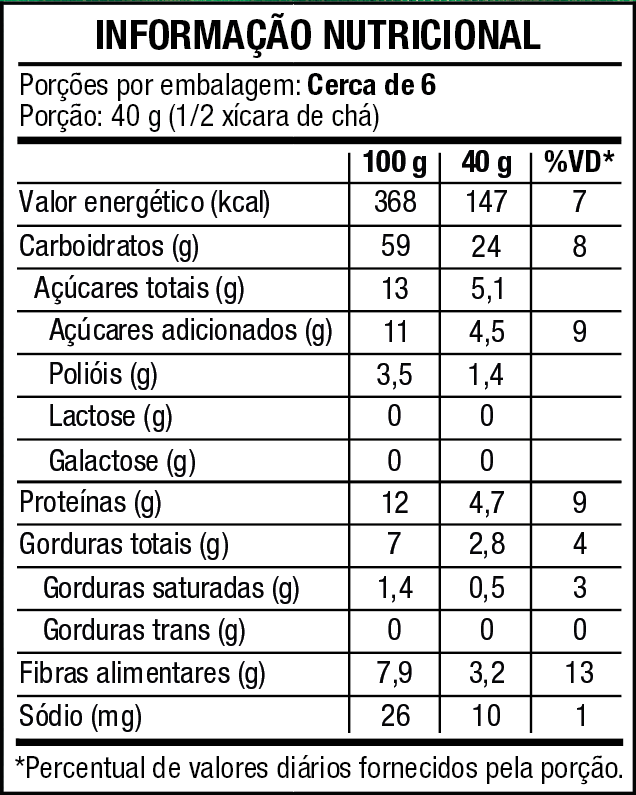 INFORMAÇÃO NUTRICIONAL
Porções por embalagem: Cerca de 6
Porção: 40 g (1/2 xícara de chá)
100 g 40 g %VD*
Valor energético (kcal) 368 147 7
Carboidratos (g) 59 24 8
Açúcares totais (g) 13 5,1
Açúcares adicionados (g) 11 4,5 9
Polióis (g) 3,5 1,4
Lactose (g) 0 0
Galactose (g) 0 0
Proteínas (g) 12 4,7 9
Gorduras totais (g) 7 2,8 4
Gorduras saturadas (g) 1,4 0,5 3
Gorduras trans (g) 0 0 0
Fibras alimentares (g) 7,9 3,2 13
Sódio (mg) 26 10 1
*Percentual de valores diários fornecidos pela porção.